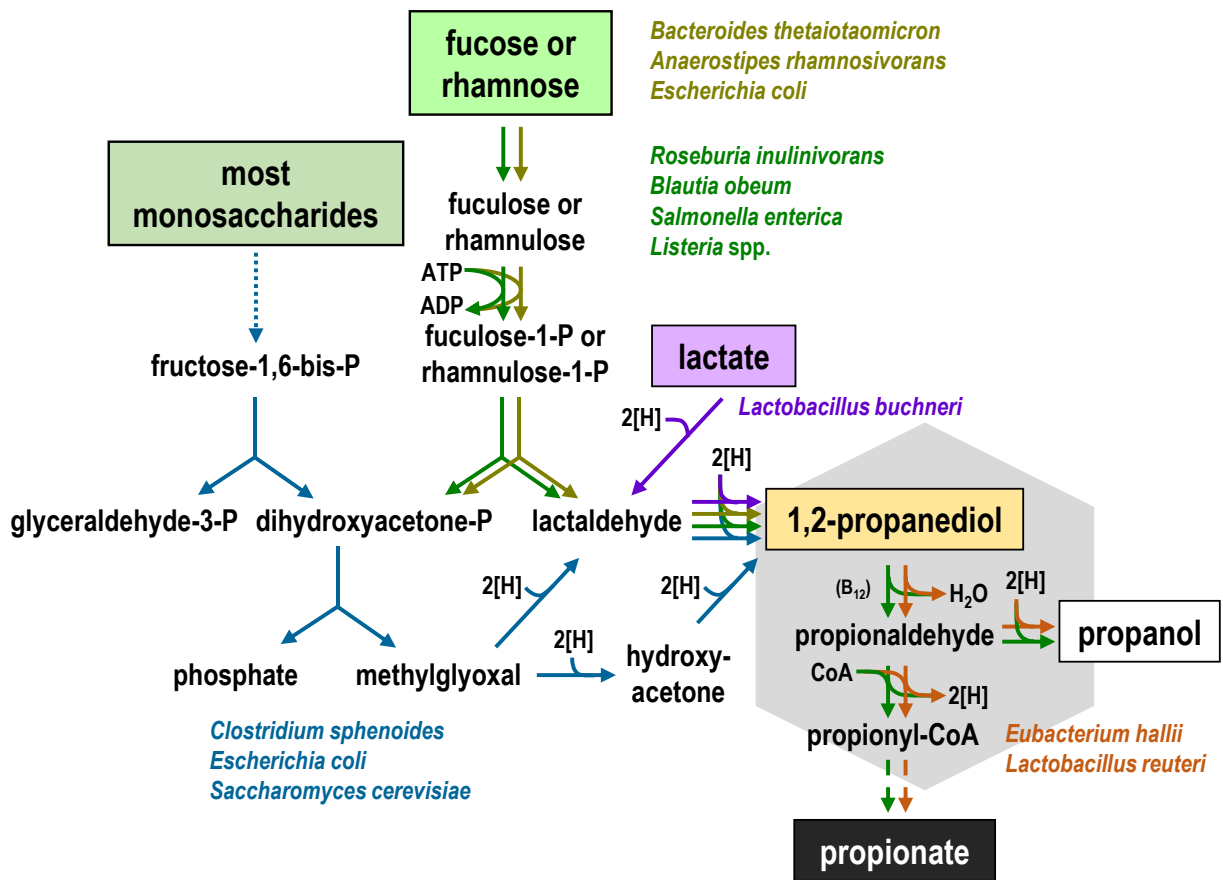 fucose or
rhamnose
Bacteroides thetaiotaomicron
Anaerostipes rhamnosivorans
Escherichia coli
most
monosaccharides
Roseburia inulinivorans
Blautia obeum
Salmonella enterica
Listeria spp.
fuculose or
rhamnulose
ATP
ADP
fructose-1,6-bis-P
fuculose-1-P or
rhamnulose-1-P
lactate
2[H]
Lactobacillus buchneri
2[H]
glyceraldehyde-3-P
dihydroxyacetone-P
lactaldehyde
1,2-propanediol
2[H]
2[H]
(B12)
H2O
2[H]
propionaldehyde
propanol
phosphate
methylglyoxal
2[H]
hydroxy-
acetone
CoA
2[H]
propionyl-CoA
Clostridium sphenoides
Escherichia coli
Saccharomyces cerevisiae
Eubacterium hallii
Lactobacillus reuteri
propionate